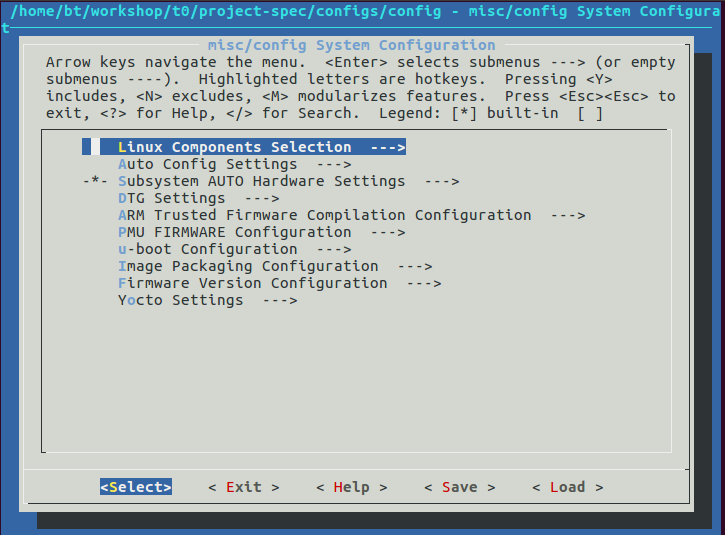 /home/bt/workshop/t0/project-spec/configs/config - misc/config System Configura
t
misc/config System Configuration
Arrow keys navigate the menu.  <Enter> selects submenus ---> (or empty
submenus ----).  Highlighted letters are hotkeys.  Pressing <Y>
includes, <N> excludes, <M> modularizes features.  Press <Esc><Esc> to
exit, <?> for Help, </> for Search.  Legend: [*] built-in  [ ]
Linux Components Selection  --->
Auto Config Settings  --->
-*- Subsystem AUTO Hardware Settings  --->
DTG Settings  --->
ARM Trusted Firmware Compilation Configuration  --->
PMU FIRMWARE Configuration  --->
u-boot Configuration  --->
Image Packaging Configuration  --->
Firmware Version Configuration  --->
Yocto Settings  --->
<Select>    < Exit >    < Help >    < Save >    < Load >